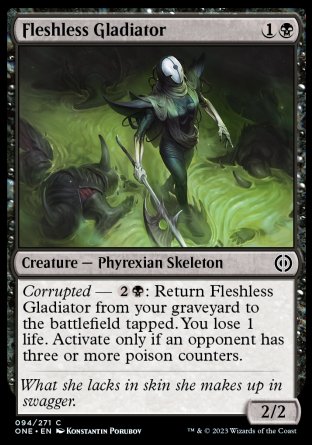 Fleshless Gladiator 1
Creature — Phyrexian Skeleton
Corrupted — 2: Return Fleshless
Gladiator from your graveyard to
the battlefield tapped. You lose 1
life. Activate only if an opponent has
three or more poison counters.
What she lacks in skin she makes up in
swagger.
2/2
094/271 C
ONE • EN Konstantin Porubov
™ & © 2023 Wizards of the Coast